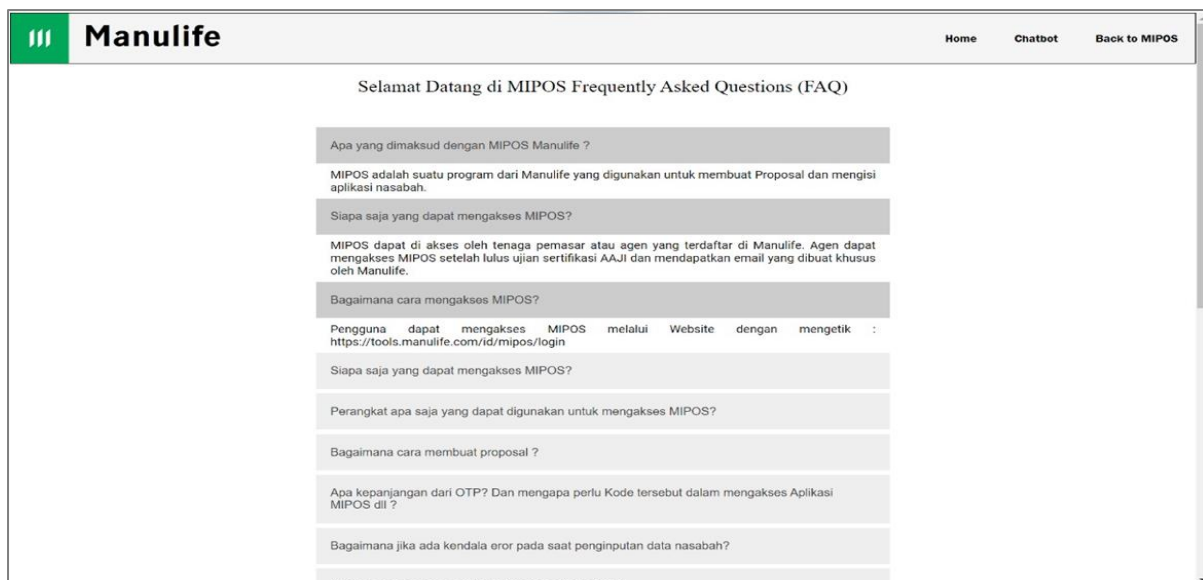 Manulife
Home Chatbot Back to MIPOS
Selamat Datang di MIPOS Frequently Asked Questions (FAQ)
Apa yang dimaksud dengan MIPOS Manulife ?
MIPOS adalah suatu program dari Manulife yang digunakan untuk membuat Proposal dan mengisi
aplikasi nasabah.
Siapa saja yang dapat mengakses MIPOS?
MIPOS dapat di akses oleh tenaga pemasar atau agen yang terdaftar di Manulife. Agen dapat
mengakses MIPOS setelah lulus ujian sertifikasi AAJI dan mendapatkan email yang dibuat khusus
oleh Manulife.
Bagaimana cara mengakses MIPOS?
Pengguna dapat mengakses MIPOS melalui Website dengan mengetik :
https://tools.manulife.com/id/mipos/login
Siapa saja yang dapat mengakses MIPOS?
Perangkat apa saja yang dapat digunakan untuk mengakses MIPOS?
Bagaimana cara membuat proposal ?
Apa kepanjangan dari OTP? Dan mengapa perlu Kode tersebut dalam mengakses Aplikasi
MIPOS dll ?
Bagaimana jika ada kendala eror pada saat penginputan data nasabah?